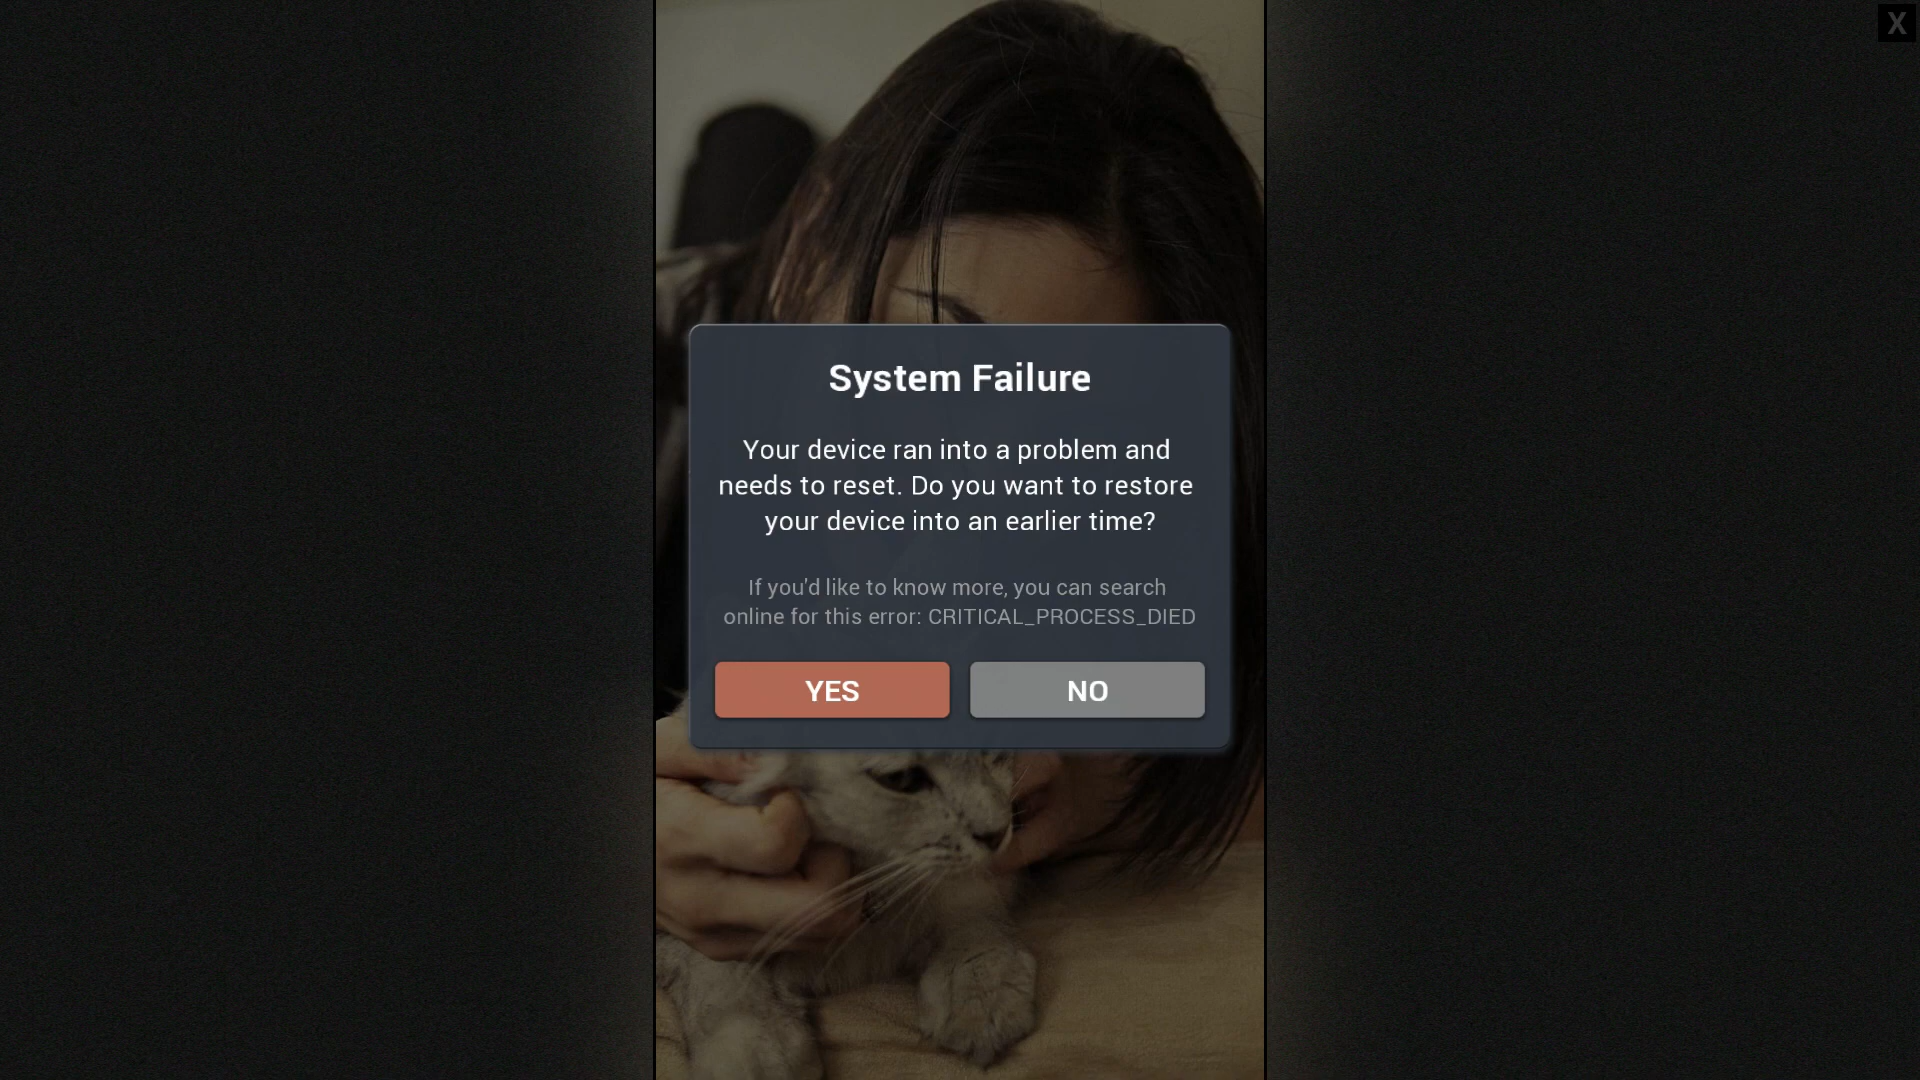 X
System Failure
Your device ran into a problem and
needs to reset. Do you want to restore
your device into an earlier time?
If you'd like to know more, you can search
online for this error: CRITICAL_PROCESS_DIED
YES
NO